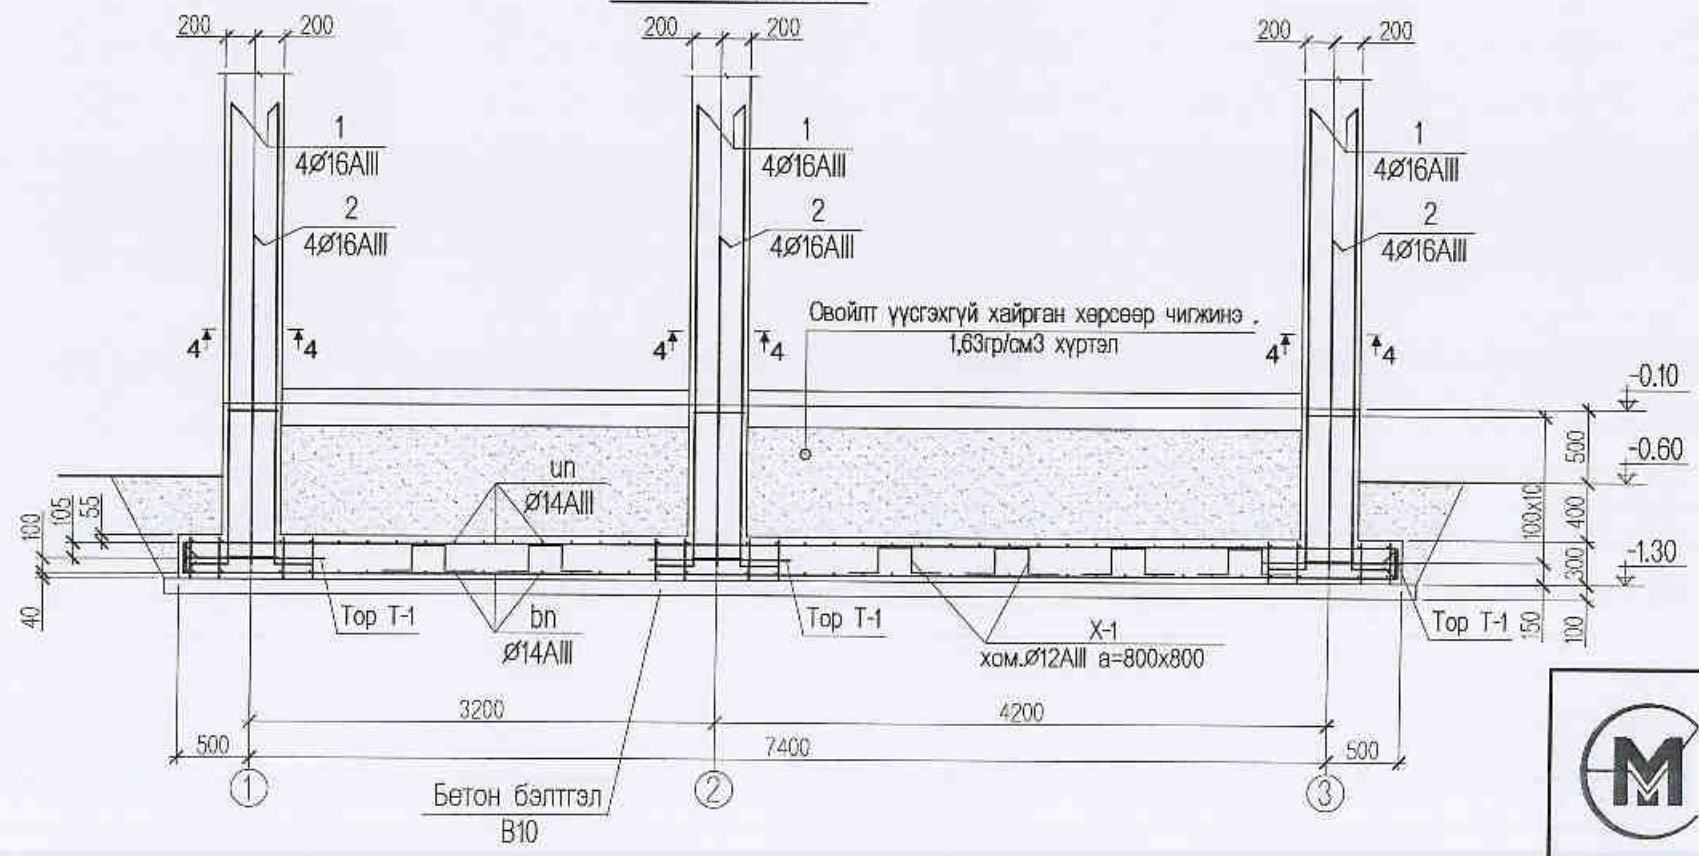 200 200 200 200 200 200
1
4Ø16AIII
2
4Ø16AIII
1
4Ø16AIII
2
4Ø16AIII
1
4Ø16AIII
2
4Ø16AIII
Овойлт үүсгэхгүй хайрган хөрсөөр чигжинэ .
1,63гр/см3 хүртэл
4 4 4 4 4 4
-0.10
-0.60
-1.30
500
400
300
100
100x10
150
100
105
55
40
un
Ø14AIII
bn
Ø14AIII
Тор Т-1
Тор Т-1
Тор Т-1
X-1
хом.Ø12AIII a=800x800
3200 4200
500 7400 500
1 2 3
Бетон бэлтгэл
B10
M